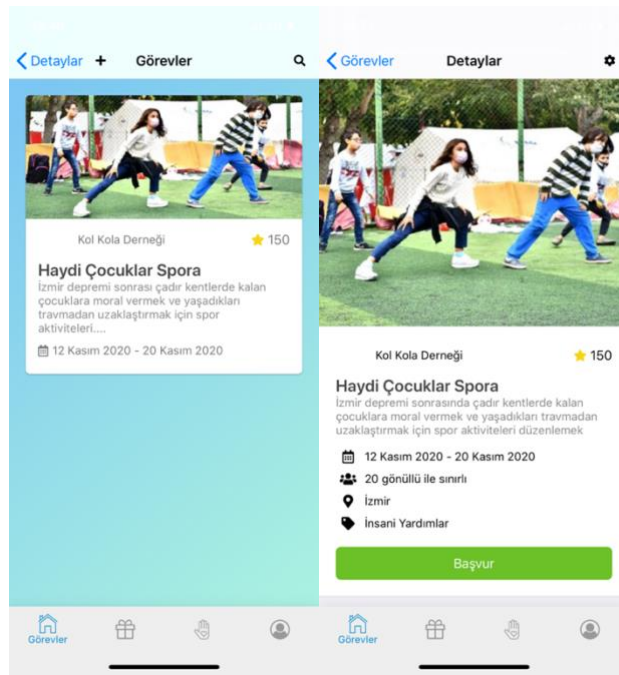 Detaylar + Görevler
Kol Kola Derneği 150
Haydi Çocuklar Spora
İzmir depremi sonrası çadır kentlerde kalan
çocuklara moral vermek ve yaşadıkları
travmadan uzaklaştırmak için spor
aktiviteleri....
12 Kasım 2020 - 20 Kasım 2020
Görevler
Görevler Detaylar
Kol Kola Derneği 150
Haydi Çocuklar Spora
İzmir depremi sonrasında çadır kentlerde kalan
çocuklara moral vermek ve yaşadıkları travmadan
uzaklaştırmak için spor aktiviteleri düzenlemek
12 Kasım 2020 - 20 Kasım 2020
20 gönüllü ile sınırlı
İzmir
İnsani Yardımlar
Başvur
Görevler